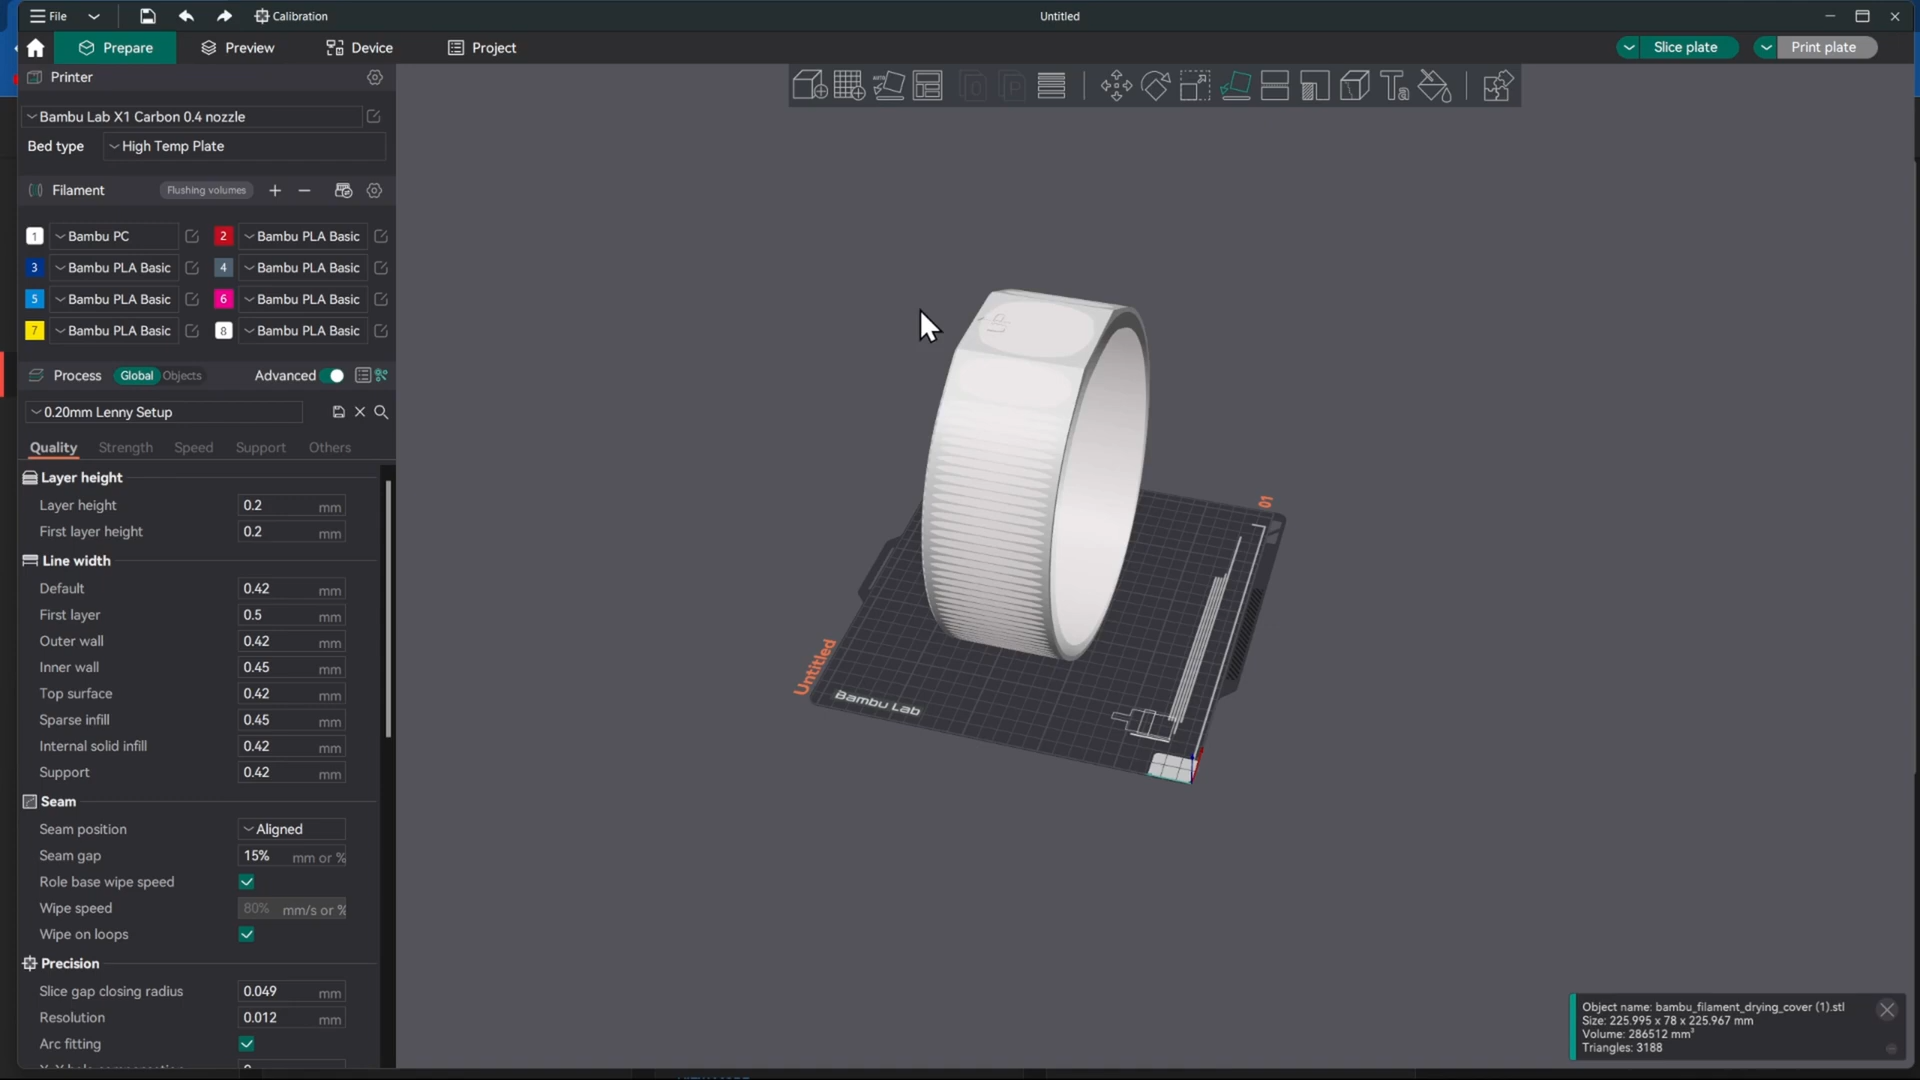 File
Calibration
Untitled
Prepare
Preview
Device
Project
Slice plate
Print plate
Printer
Bambu Lab X1 Carbon 0.4 nozzle
Bed type High Temp Plate
Filament Flushing volumes
1 Bambu PC 2 Bambu PLA Basic
3 Bambu PLA Basic 4 Bambu PLA Basic
5 Bambu PLA Basic 6 Bambu PLA Basic
7 Bambu PLA Basic 8 Bambu PLA Basic
Process Global Objects Advanced
0.20mm Lenny Setup
Quality Strength Speed Support Others
Layer height
Layer height 0.2 mm
First layer height 0.2 mm
Line width
Default 0.42 mm
First layer 0.5 mm
Outer wall 0.42 mm
Inner wall 0.45 mm
Top surface 0.42 mm
Sparse infill 0.45 mm
Internal solid infill 0.42 mm
Support 0.42 mm
Seam
Seam position Aligned
Seam gap 15% mm or %
Role base wipe speed
Wipe speed 80% mm/s or %
Wipe on loops
Precision
Slice gap closing radius 0.049 mm
Resolution 0.012 mm
Arc fitting
01
Untitled
Bambu Lab
Object name: bambu_filament_drying_cover (1).stl
Size: 225.995 x 78 x 225.967 mm
Volume: 286512 mm³
Triangles: 3188